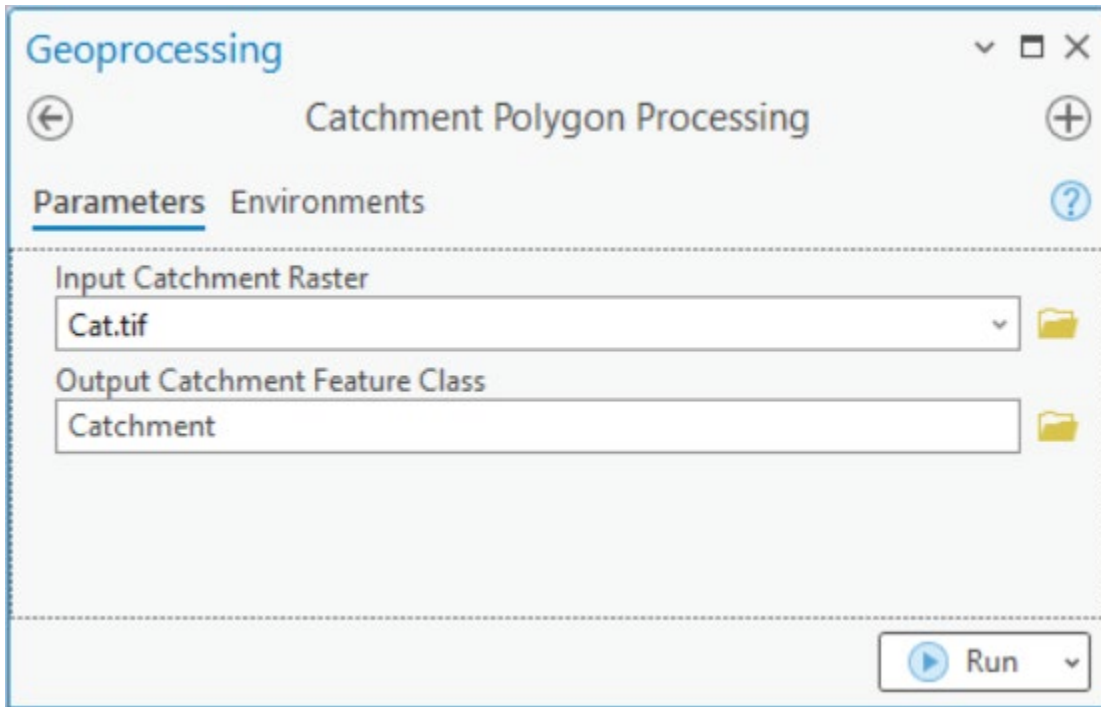 Geoprocessing
Catchment Polygon Processing
Parameters Environments
Input Catchment Raster
Cat.tif
Output Catchment Feature Class
Catchment
Run